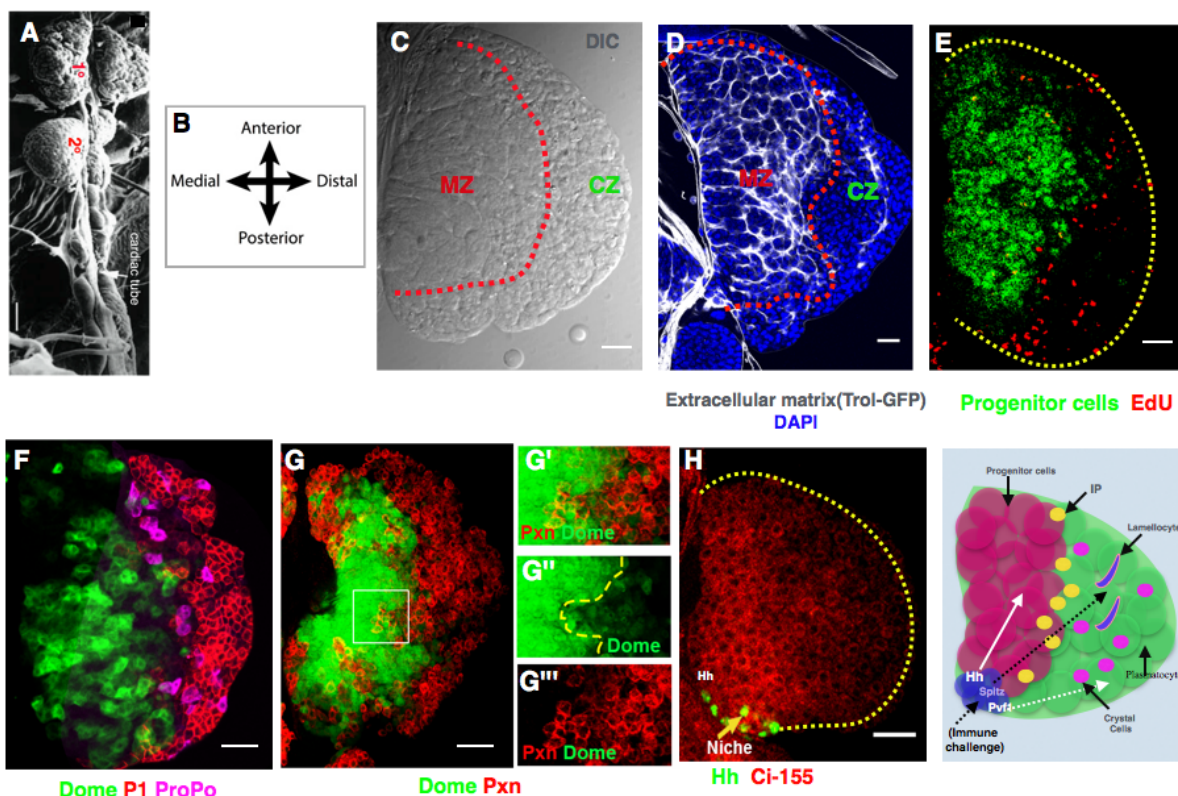 A
1°
2°
cardiac tube
B
Anterior
Medial
Distal
Posterior
C
DIC
MZ
CZ
D
MZ
CZ
Extracellular matrix(Trol-GFP)
DAPI
E
Progenitor cells EdU
F
Dome P1 ProPo
G
Dome Pxn
G'
Pxn Dome
G''
Dome
G'''
Pxn Dome
H
Hh
Niche
Hh Ci-155
Progenitor cells
IP
Lamellocyte
Hh
Spitz
Pvf1
Plasmatocyte
Crystal
Cells
(Immune
challenge)